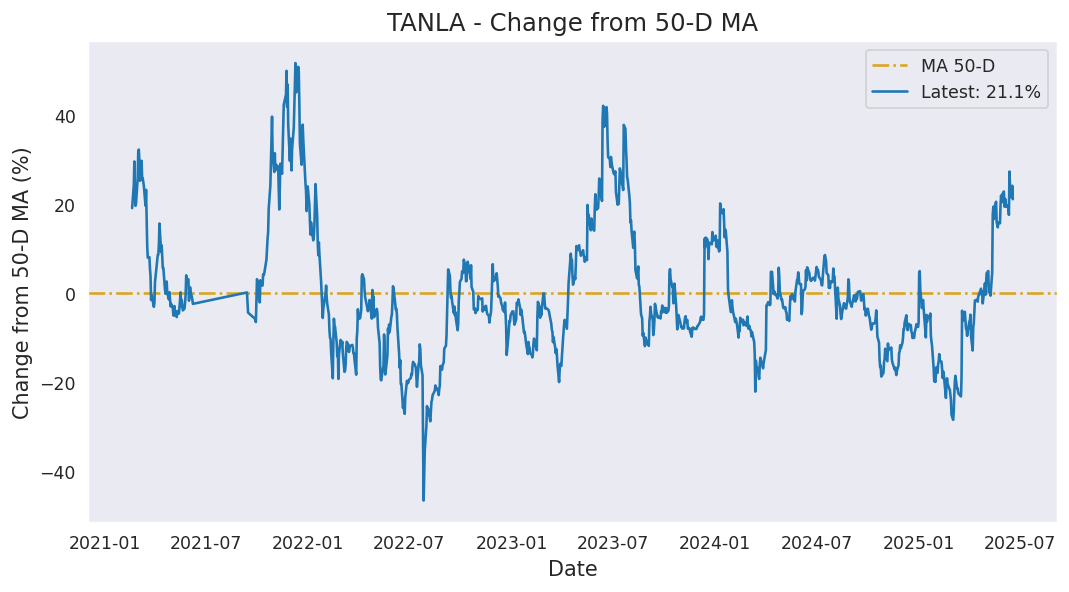 TANLA - Change from 50-D MA
MA 50-D
Latest: 21.1%
Change from 50-D MA (%)
40
20
0
−20
−40
2021-01 2021-07 2022-01 2022-07 2023-01 2023-07 2024-01 2024-07 2025-01 2025-07
Date